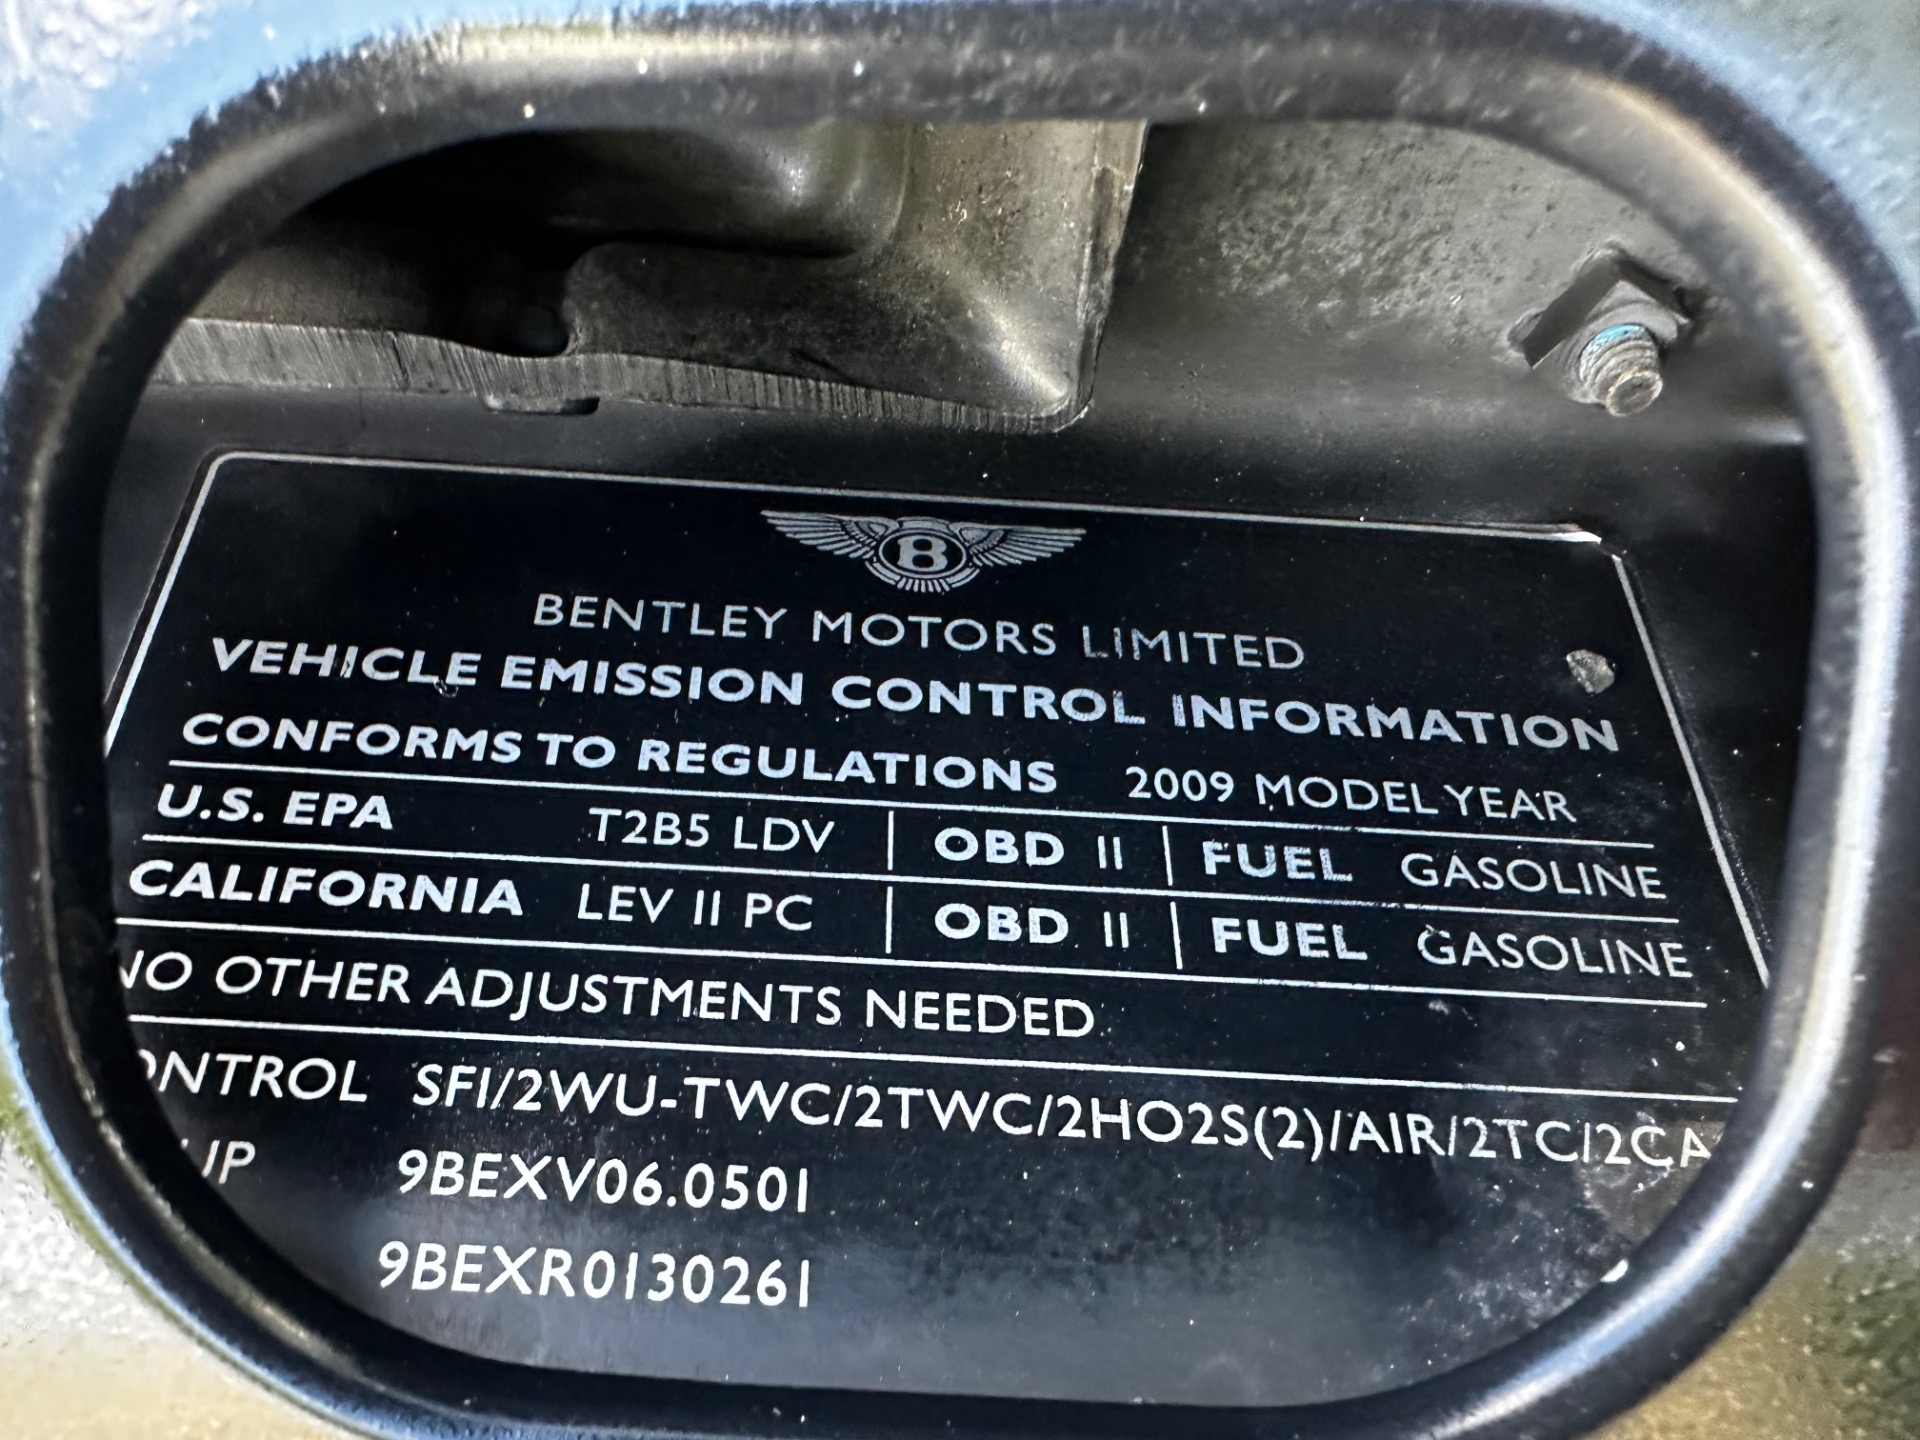 B
BENTLEY MOTORS LIMITED
VEHICLE EMISSION CONTROL INFORMATION
CONFORMS TO REGULATIONS 2009 MODEL YEAR
U.S. EPA T2B5 LDV OBD II FUEL GASOLINE
CALIFORNIA LEV II PC OBD II FUEL GASOLINE
NO OTHER ADJUSTMENTS NEEDED
ONTROL SFI/2WU-TWC/2TWC/2HO2S(2)/AIR/2TC/2CA
UP 9BEXV06.0501
9BEXR0130261